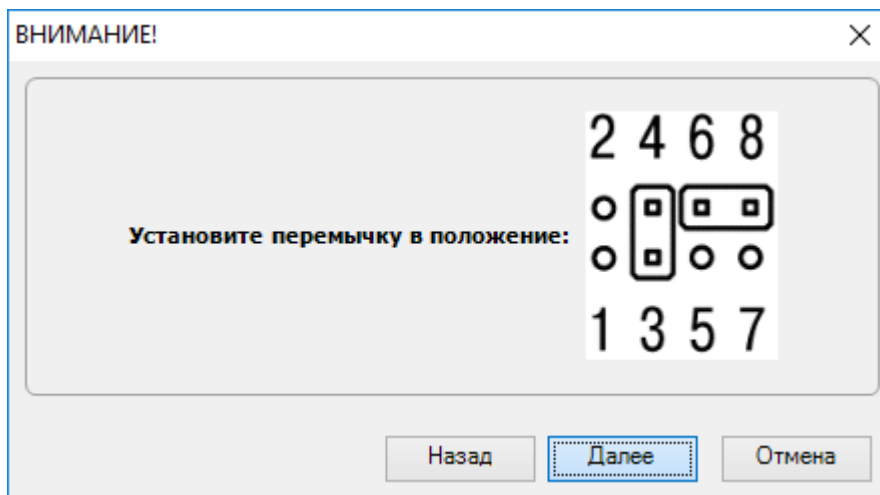 ВНИМАНИЕ!
2 4 6 8
Установите перемычку в положение:
1 3 5 7
Назад Далее Отмена